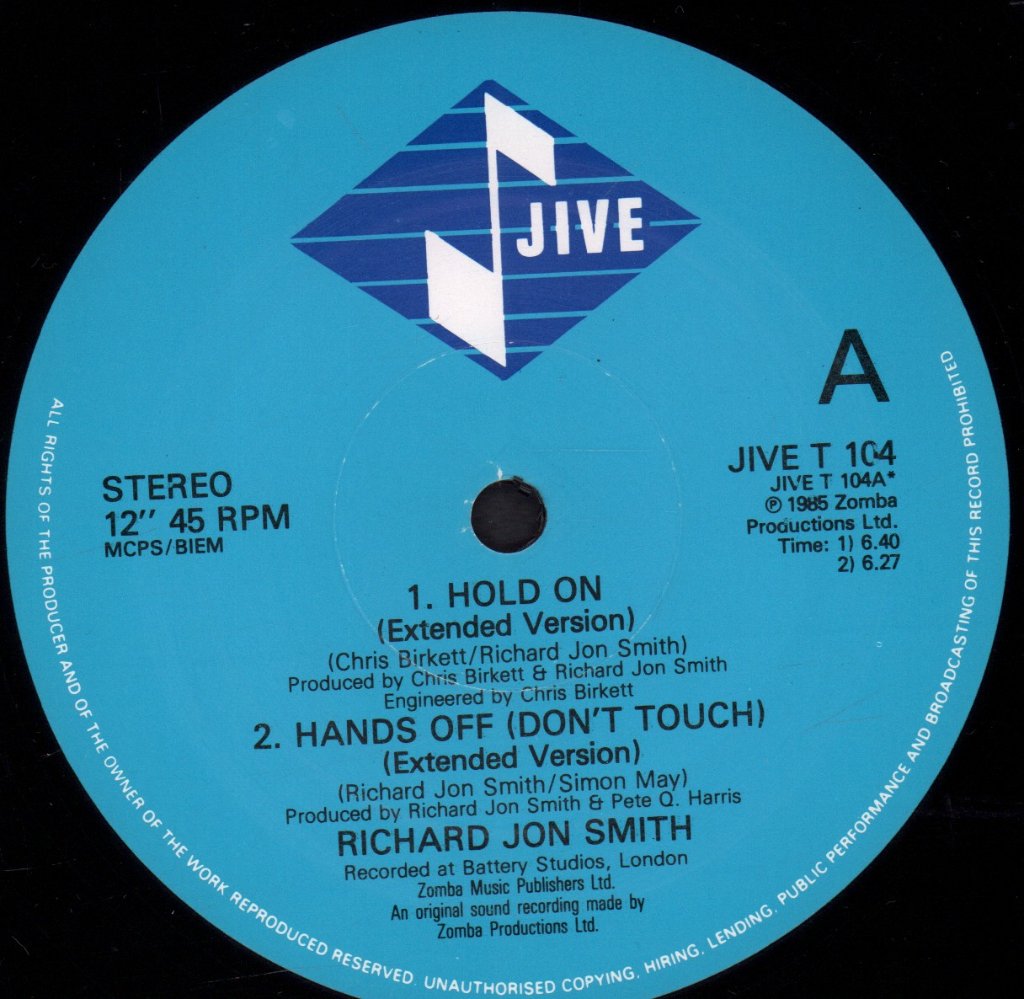 JIVE
A
STEREO
12'' 45 RPM
MCPS/BIEM
JIVE T 104
JIVE T 104A*
℗ 1985 Zomba
Productions Ltd.
Time: 1) 6.40
2) 6.27
1. HOLD ON
(Extended Version)
(Chris Birkett/Richard Jon Smith)
Produced by Chris Birkett & Richard Jon Smith
Engineered by Chris Birkett
2. HANDS OFF (DON'T TOUCH)
(Extended Version)
(Richard Jon Smith/Simon May)
Produced by Richard Jon Smith & Pete Q. Harris
RICHARD JON SMITH
Recorded at Battery Studios, London
Zomba Music Publishers Ltd.
An original sound recording made by
Zomba Productions Ltd.
ALL RIGHTS OF THE PRODUCER AND OF THE OWNER OF THE WORK REPRODUCED RESERVED. UNAUTHORISED COPYING, HIRING, LENDING, PUBLIC PERFORMANCE AND BROADCASTING OF THIS RECORD PROHIBITED